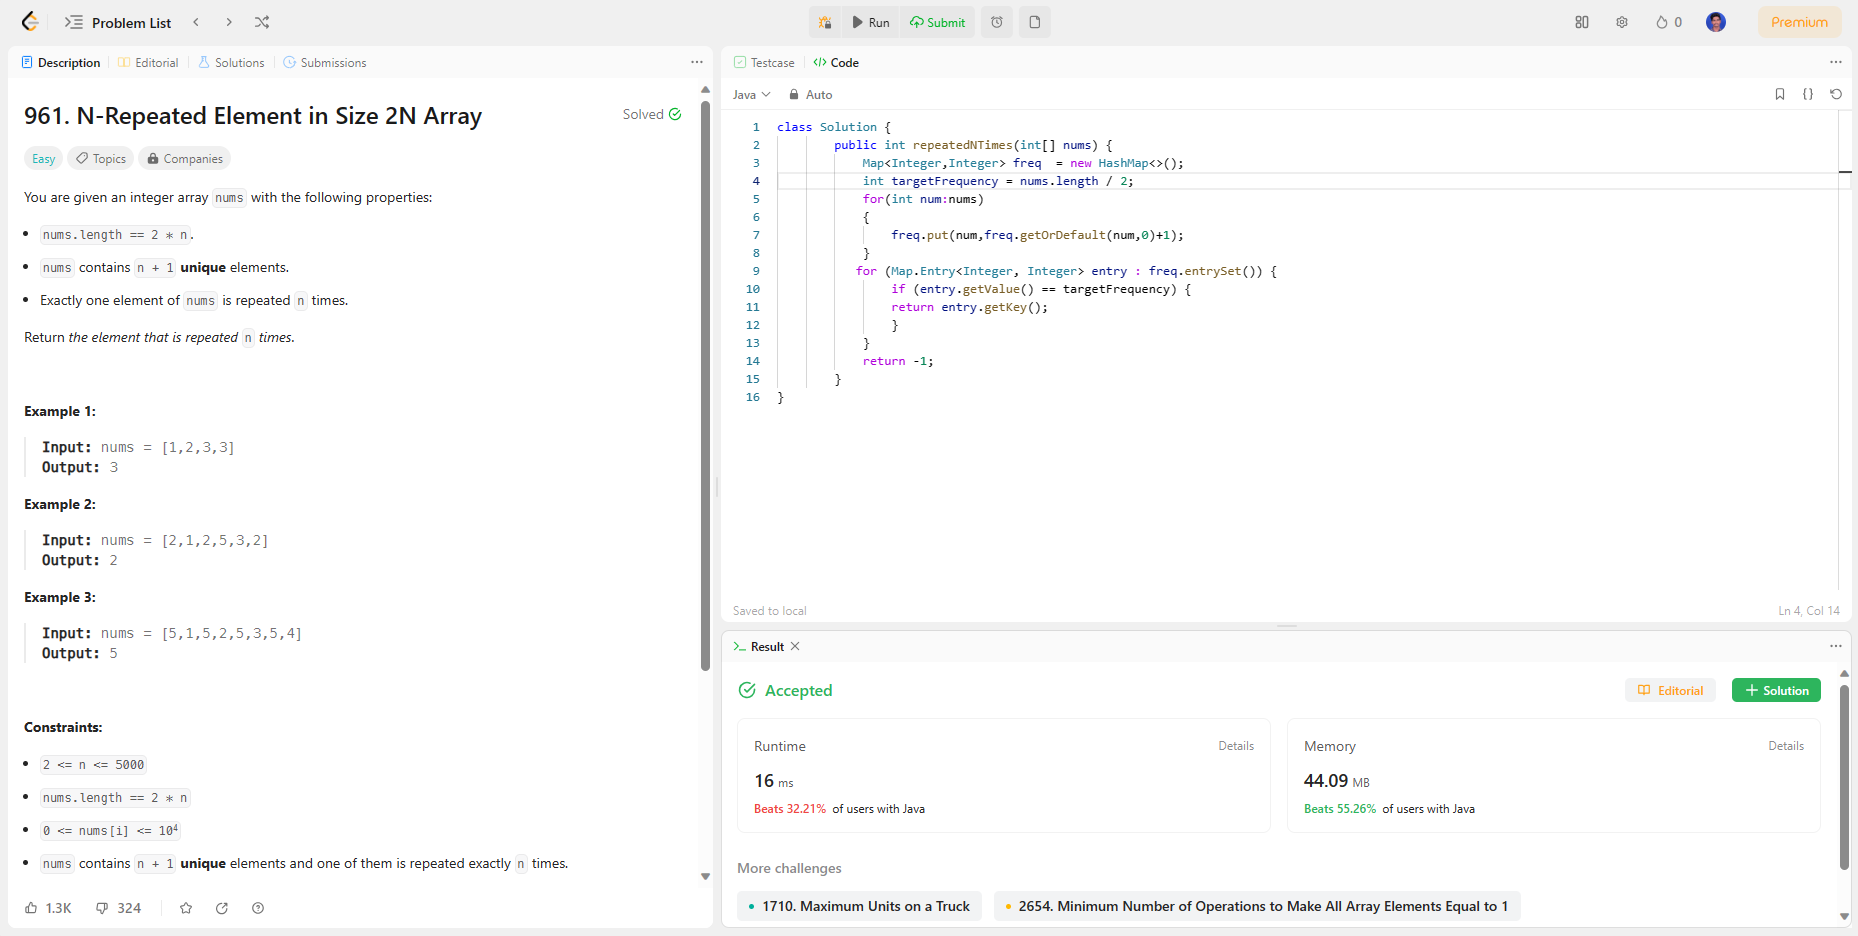 Problem List
Run
Submit
0
Premium
Description
Editorial
Solutions
Submissions
961. N-Repeated Element in Size 2N Array
Solved
Easy
Topics
Companies
You are given an integer array nums with the following properties:
nums.length == 2 * n.
nums contains n + 1 unique elements.
Exactly one element of nums is repeated n times.
Return the element that is repeated n times.
Example 1:
Input: nums = [1,2,3,3]
Output: 3
Example 2:
Input: nums = [2,1,2,5,3,2]
Output: 2
Example 3:
Input: nums = [5,1,5,2,5,3,5,4]
Output: 5
Constraints:
2 <= n <= 5000
nums.length == 2 * n
0 <= nums[i] <= 10⁴
nums contains n + 1 unique elements and one of them is repeated exactly n times.
1.3K
324
Testcase
</> Code
Java
Auto
1 class Solution {
2 public int repeatedNTimes(int[] nums) {
3 Map<Integer,Integer> freq  = new HashMap<>();
4 int targetFrequency = nums.length / 2;
5 for(int num:nums)
6 {
7 freq.put(num,freq.getOrDefault(num,0)+1);
8 }
9 for (Map.Entry<Integer, Integer> entry : freq.entrySet()) {
10 if (entry.getValue() == targetFrequency) {
11 return entry.getKey();
12 }
13 }
14 return -1;
15 }
16 }
Saved to local
Ln 4, Col 14
Result
Accepted
Editorial
Solution
Runtime
Details
16 ms
Beats 32.21% of users with Java
Memory
Details
44.09 MB
Beats 55.26% of users with Java
More challenges
1710. Maximum Units on a Truck
2654. Minimum Number of Operations to Make All Array Elements Equal to 1